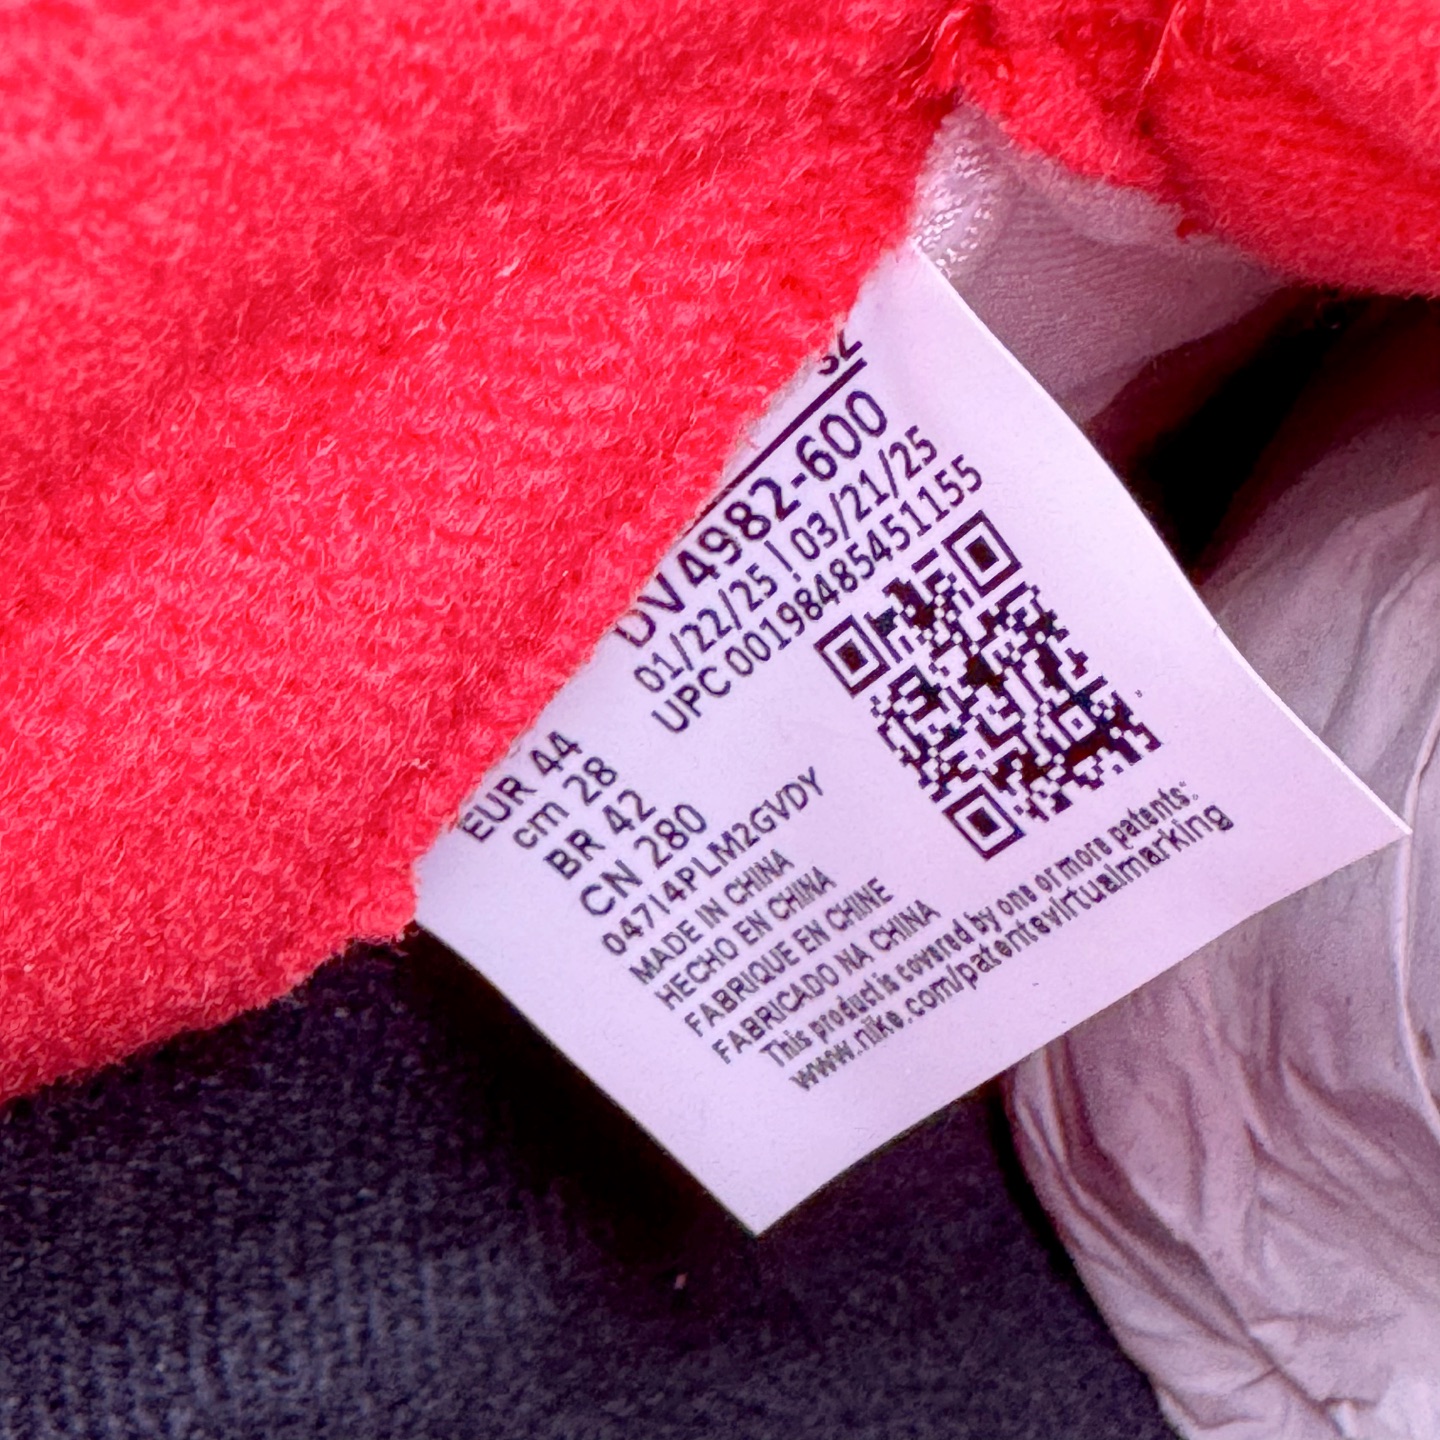 DV4982-600
01/22/25 | 03/21/25
UPC 00198485451155
EUR 44
cm 28
BR 42
CN 280
04714PLM2GVDY
MADE IN CHINA
HECHO EN CHINA
FABRIQUE EN CHINE
FABRICADO NA CHINA
This product is covered by one or more patents:
www.nike.com/patentsvirtualmarking